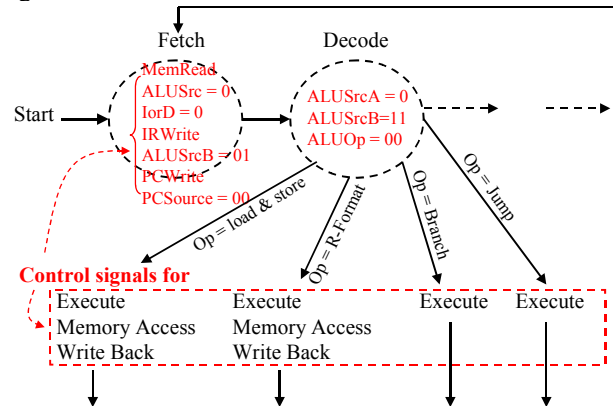 Fetch
Decode
MemRead
ALUSrc = 0
IorD = 0
IRWrite
ALUSrcB = 01
PCWrite
PCSource = 00
ALUSrcA = 0
ALUSrcB=11
ALUOp = 00
Start
Op = load & store
Op = R-Format
Op = Branch
Op = Jump
Control signals for
Execute
Memory Access
Write Back
Execute
Memory Access
Write Back
Execute
Execute